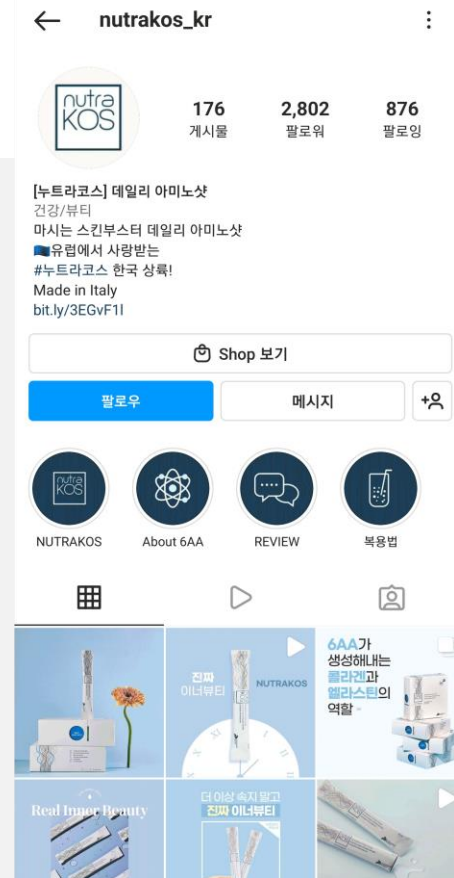 nutrakos_kr
nutra
KOS
176
2,802
876
게시물
팔로워
팔로잉
[누트라코스] 데일리 아미노샷
건강/뷰티
마시는 스킨부스터 데일리 아미노샷
유럽에서 사랑받는
#누트라코스 한국 상륙!
Made in Italy
bit.ly/3EGvF1l
Shop 보기
팔로우
메시지
nutra
KOS
NUTRAKOS
About 6AA
REVIEW
복용법
진짜
이너뷰티
NUTRAKOS
6AA가
생성해내는
콜라겐과
엘라스틴의
역할
Real Inner Beauty
더 이상 속지 말고
진짜 이너뷰티